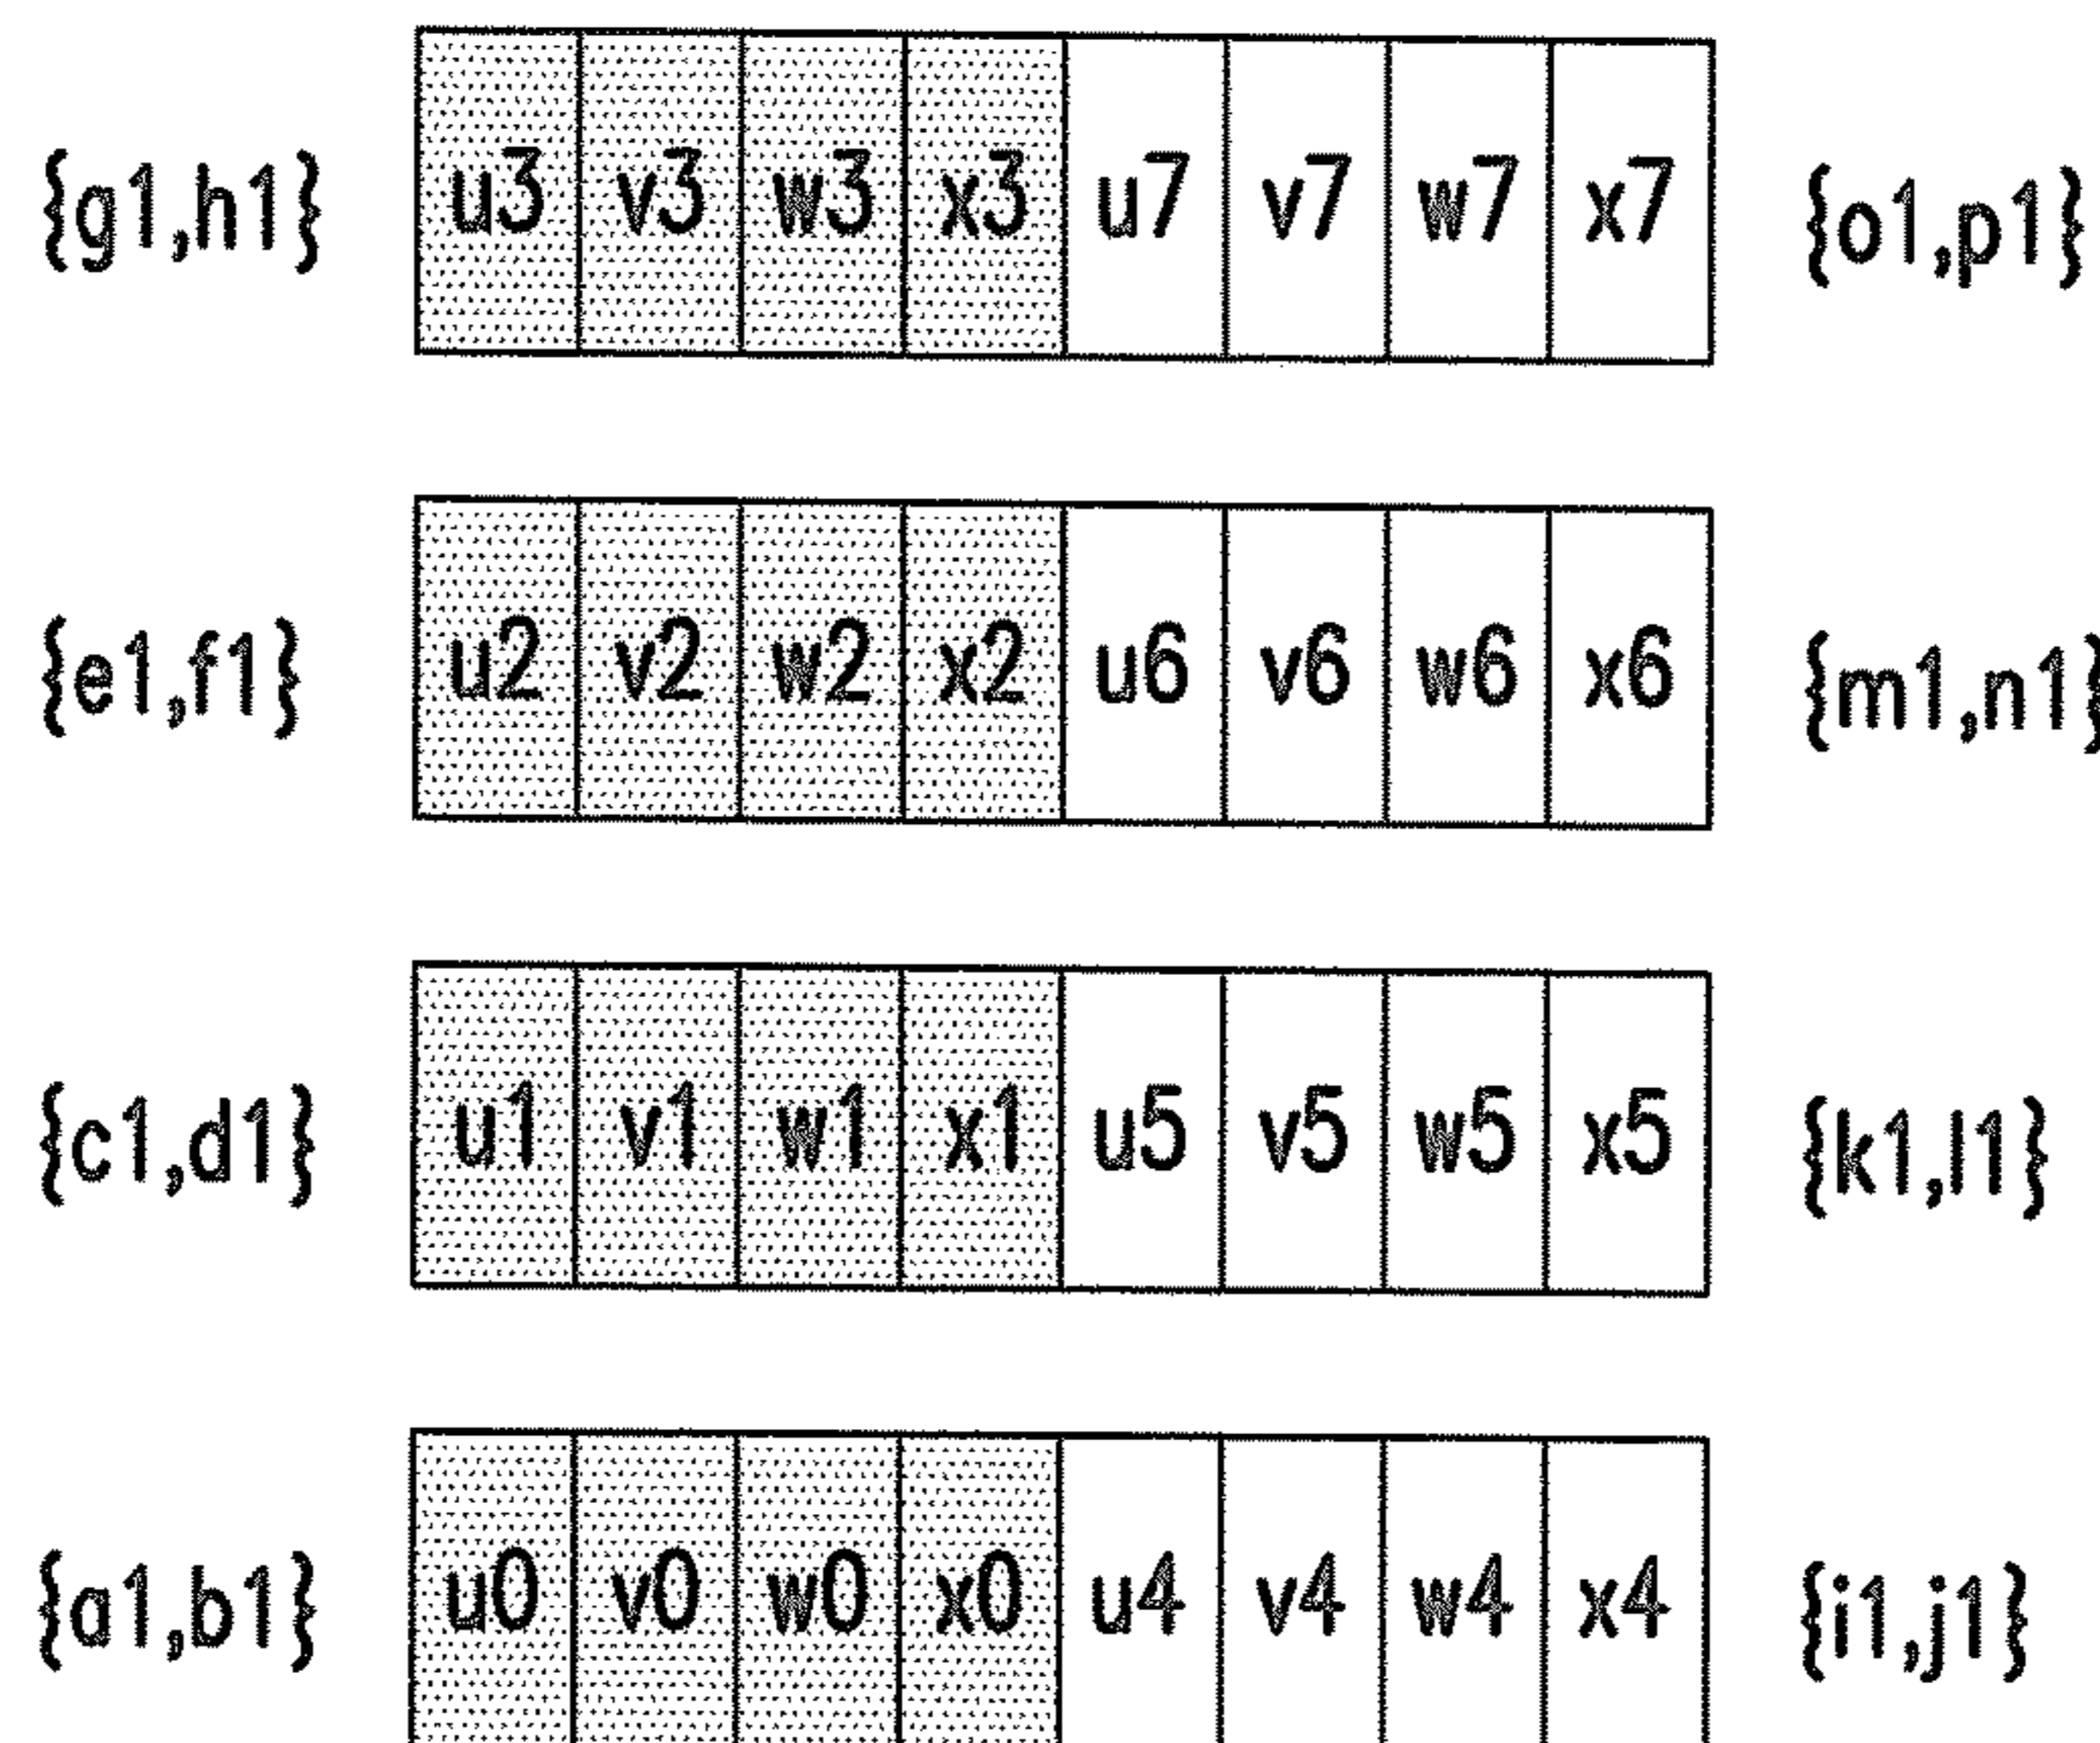 {g1,h1} u3 v3 w3 x3 u7 v7 w7 x7 {o1,p1}
{e1,f1} u2 v2 w2 x2 u6 v6 w6 x6 {m1,n1}
{c1,d1} u1 v1 w1 x1 u5 v5 w5 x5 {k1,l1}
{a1,b1} u0 v0 w0 x0 u4 v4 w4 x4 {i1,j1}